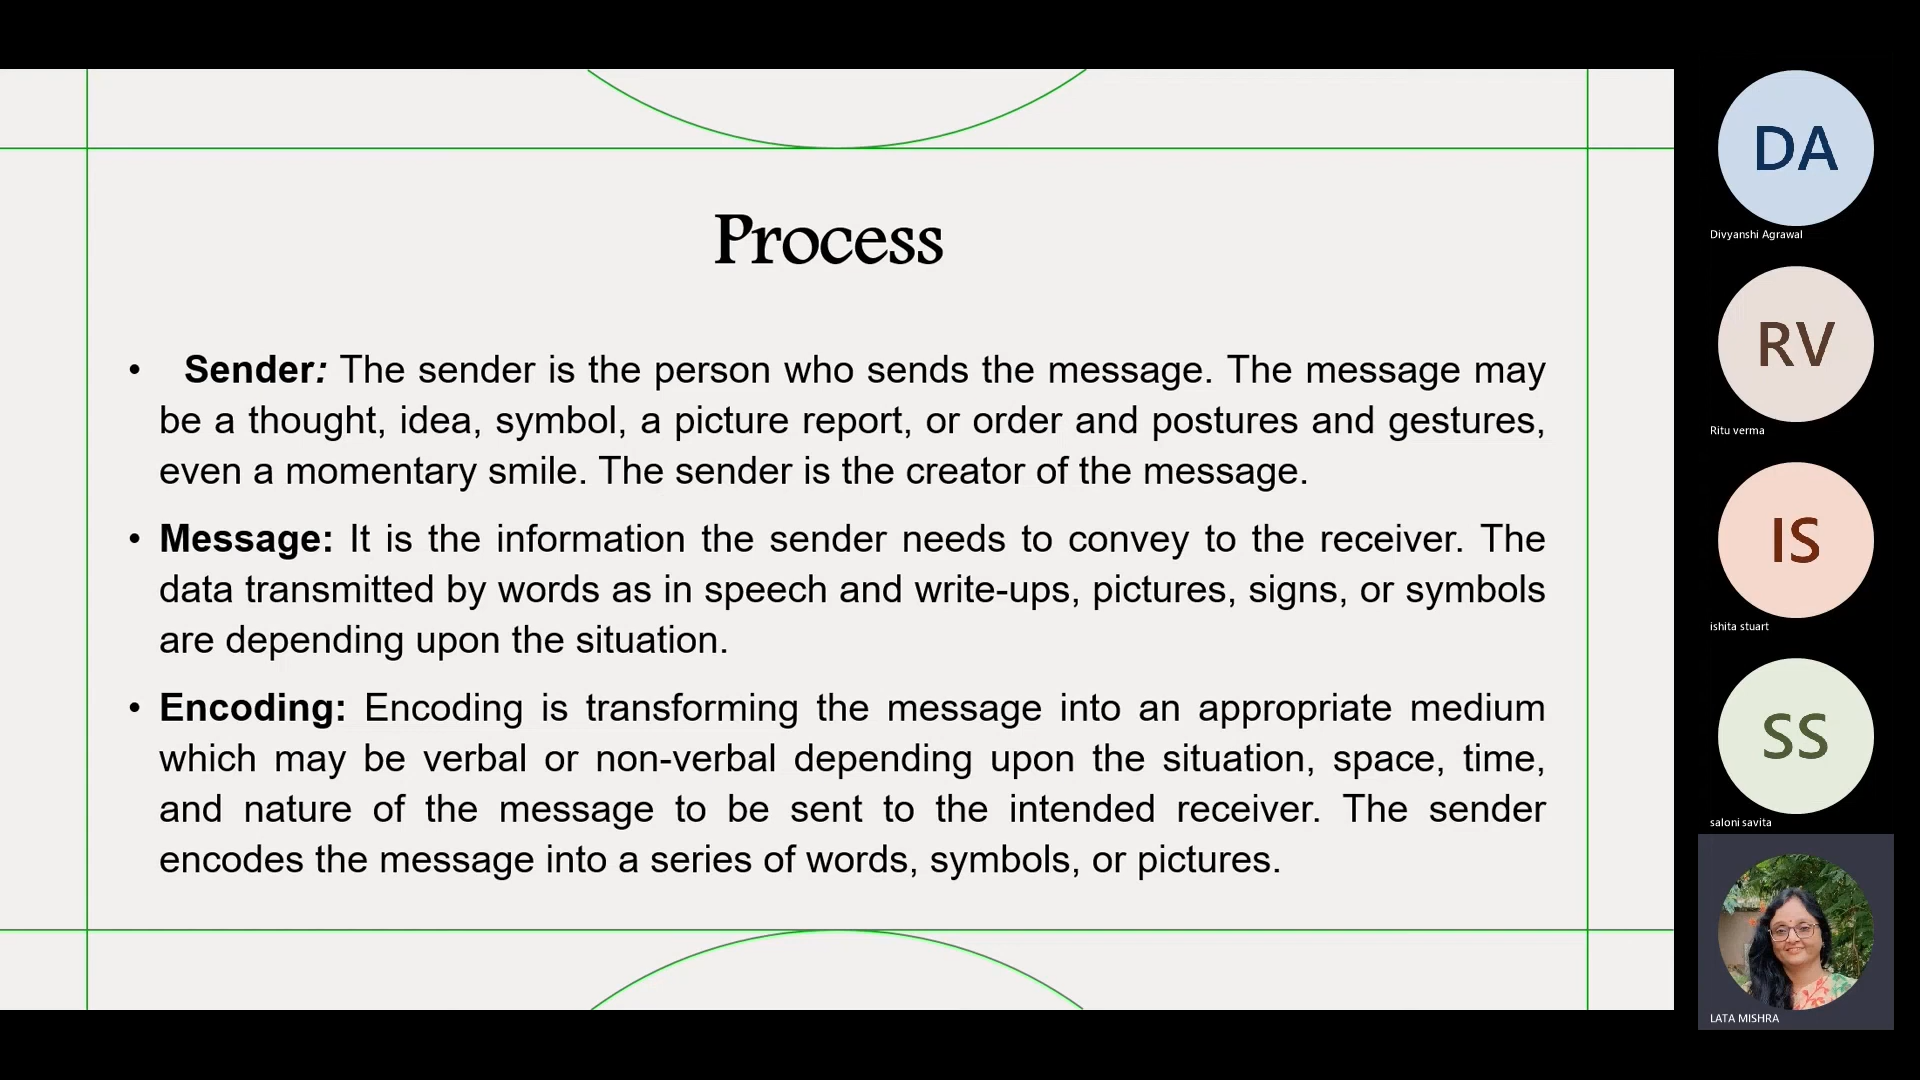 Process
• Sender: The sender is the person who sends the message. The message may
be a thought, idea, symbol, a picture report, or order and postures and gestures,
even a momentary smile. The sender is the creator of the message.
• Message: It is the information the sender needs to convey to the receiver. The
data transmitted by words as in speech and write-ups, pictures, signs, or symbols
are depending upon the situation.
• Encoding: Encoding is transforming the message into an appropriate medium
which may be verbal or non-verbal depending upon the situation, space, time,
and nature of the message to be sent to the intended receiver. The sender
encodes the message into a series of words, symbols, or pictures.
DA
Divyanshi Agrawal
RV
Ritu verma
IS
ishita stuart
SS
saloni savita
LATA MISHRA